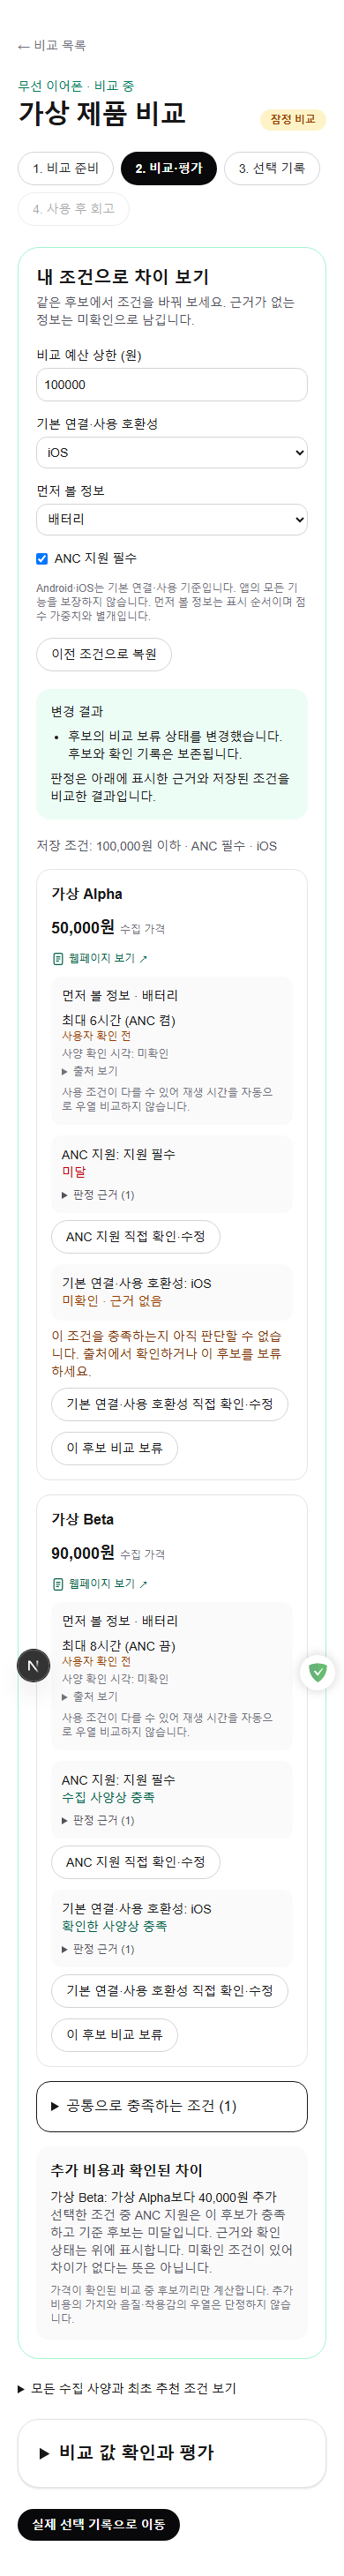 ← 비교 목록
무선 이어폰 · 비교 중
가상 제품 비교
잠정 비교
1. 비교 준비
2. 비교·평가
3. 선택 기록
4. 사용 후 회고
내 조건으로 차이 보기
같은 후보에서 조건을 바꿔 보세요. 근거가 없는
정보는 미확인으로 남깁니다.
비교 예산 상한 (원)
100000
기본 연결·사용 호환성
iOS
먼저 볼 정보
배터리
ANC 지원 필수
Android·iOS는 기본 연결·사용 기준입니다. 앱의 모든 기
능을 보장하지 않습니다. 먼저 볼 정보는 표시 순서이며 점
수 가중치와 별개입니다.
이전 조건으로 복원
변경 결과
• 후보의 비교 보류 상태를 변경했습니다.
후보와 확인 기록은 보존됩니다.
판정은 아래에 표시한 근거와 저장된 조건을
비교한 결과입니다.
저장 조건: 100,000원 이하 · ANC 필수 · iOS
가상 Alpha
50,000원 수집 가격
웹페이지 보기 ↗
먼저 볼 정보 · 배터리
최대 6시간 (ANC 켬)
사용자 확인 전
사양 확인 시각: 미확인
▶ 출처 보기
사용 조건이 다를 수 있어 재생 시간을 자동으
로 우열 비교하지 않습니다.
ANC 지원: 지원 필수
미달
▶ 판정 근거 (1)
ANC 지원 직접 확인·수정
기본 연결·사용 호환성: iOS
미확인 · 근거 없음
이 조건을 충족하는지 아직 판단할 수 없습
니다. 출처에서 확인하거나 이 후보를 보류
하세요.
기본 연결·사용 호환성 직접 확인·수정
이 후보 비교 보류
가상 Beta
90,000원 수집 가격
웹페이지 보기 ↗
먼저 볼 정보 · 배터리
최대 8시간 (ANC 끔)
사용자 확인 전
사양 확인 시각: 미확인
▶ 출처 보기
사용 조건이 다를 수 있어 재생 시간을 자동으
로 우열 비교하지 않습니다.
ANC 지원: 지원 필수
수집 사양상 충족
▶ 판정 근거 (1)
ANC 지원 직접 확인·수정
기본 연결·사용 호환성: iOS
확인한 사양상 충족
▶ 판정 근거 (1)
기본 연결·사용 호환성 직접 확인·수정
이 후보 비교 보류
▶ 공통으로 충족하는 조건 (1)
추가 비용과 확인된 차이
가상 Beta: 가상 Alpha보다 40,000원 추가
선택한 조건 중 ANC 지원은 이 후보가 충족
하고 기준 후보는 미달입니다. 근거와 확인
상태는 위에 표시합니다. 미확인 조건이 있어
차이가 없다는 뜻은 아닙니다.
가격이 확인된 비교 중 후보끼리만 계산합니다. 추가
비용의 가치와 음질·착용감의 우열은 단정하지 않습
니다.
▶ 모든 수집 사양과 최초 추천 조건 보기
▶ 비교 값 확인과 평가
실제 선택 기록으로 이동